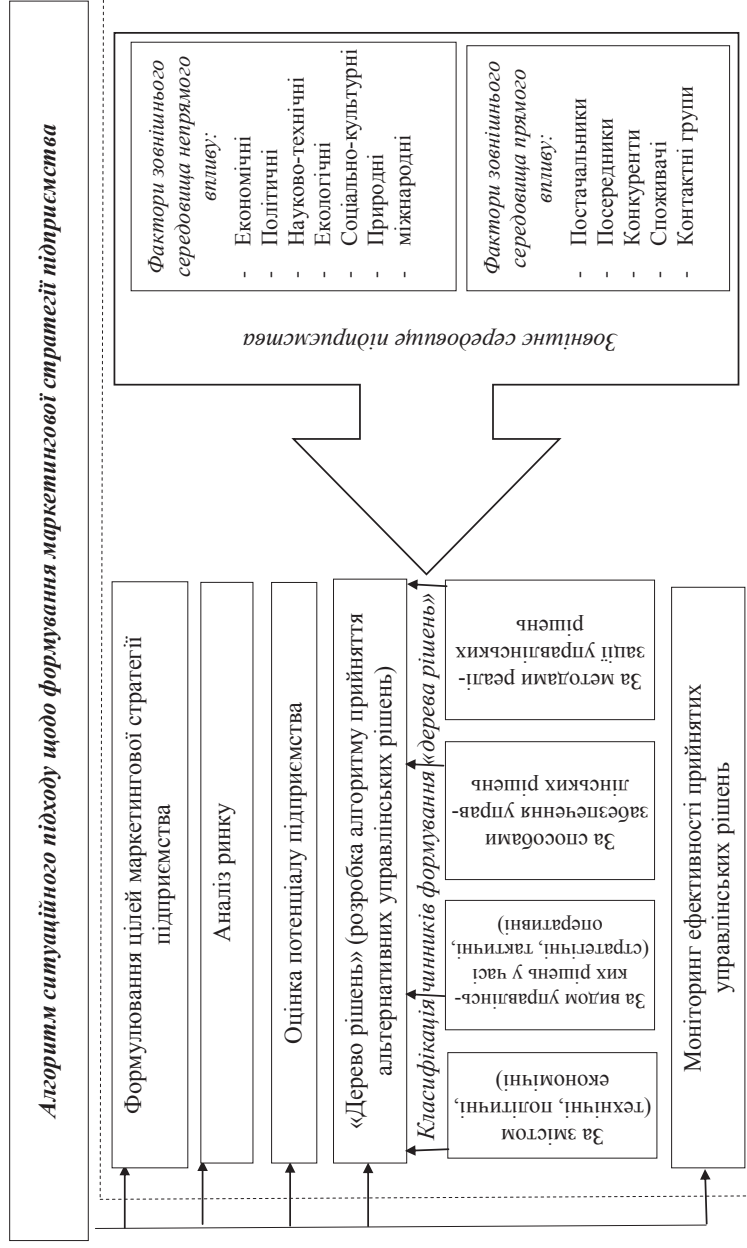 Алгоритм ситуаційного підходу щодо формування маркетингової стратегії підприємства
Формулювання цілей маркетингової стратегії
підприємства
Аналіз ринку
Оцінка потенціалу підприємства
«Дерево рішень» (розробка алгоритму прийняття
альтернативних управлінських рішень)
Класифікація чинників формування «дерева рішень»
За змістом
(технічні, політичні,
економічні)
За видом управлінсь-
ких рішень у часі
(стратегічні, тактичні,
оперативні)
За способами
забезпечення управ-
лінських рішень
За методами реалі-
зації управлінських
рішень
Моніторинг ефективності прийнятих
управлінських рішень
Зовнішнє середовище підприємства
Фактори зовнішнього
середовища непрямого
впливу:
- Економічні
- Політичні
- Науково-технічні
- Екологічні
- Соціально-культурні
- Природні
- міжнародні
Фактори зовнішнього
середовища прямого
впливу:
- Постачальники
- Посередники
- Конкуренти
- Споживачі
- Контактні групи